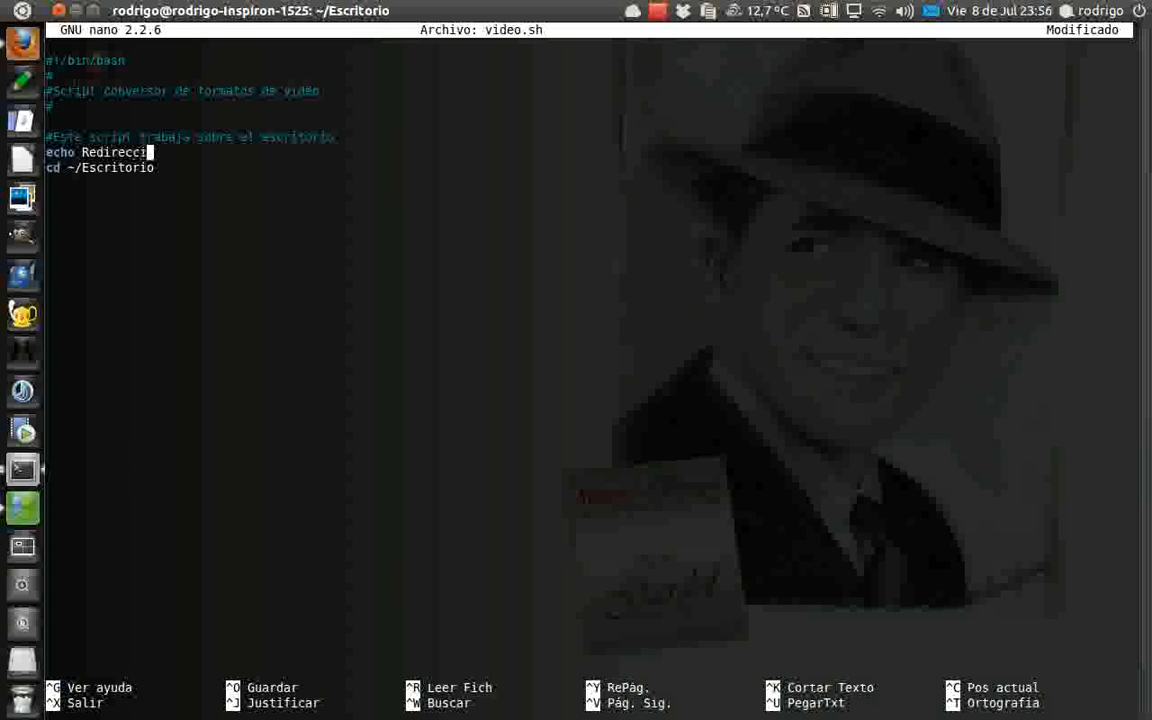 rodrigo@rodrigo-Inspiron-1525: ~/Escritorio
12,7°C
Vie 8 de Jul 23:56
rodrigo
GNU nano 2.2.6
Archivo: video.sh
Modificado
#!/bin/bash
#
#Script conversor de formatos de video
#
#Este script trabaja sobre el escritorio
echo Redirecci
cd ~/Escritorio
^G Ver ayuda ^O Guardar ^R Leer Fich ^Y RePág. ^K Cortar Texto ^C Pos actual
^X Salir ^J Justificar ^W Buscar ^V Pág. Sig. ^U PegarTxt ^T Ortografía